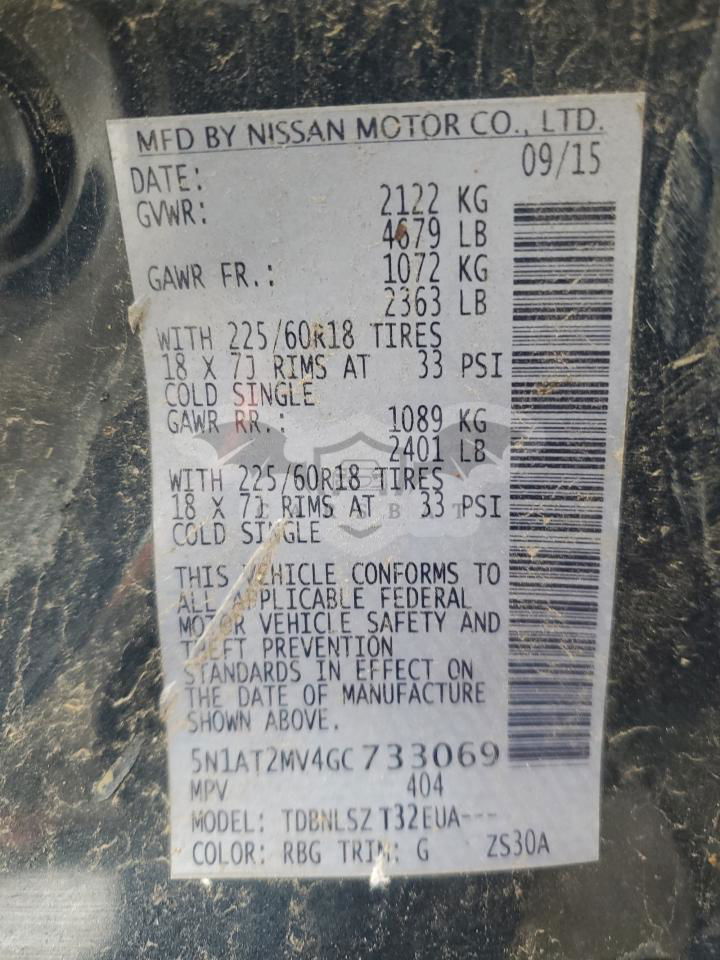 MFD BY NISSAN MOTOR CO., LTD.
DATE: 09/15
GVWR: 2122 KG
4679 LB
GAWR FR.: 1072 KG
2363 LB
WITH 225/60R18 TIRES
18 X 7J RIMS AT 33 PSI
COLD SINGLE
GAWR RR.: 1089 KG
2401 LB
WITH 225/60R18 TIRES
18 X 7J RIMS AT 33 PSI
COLD SINGLE
THIS VEHICLE CONFORMS TO
ALL APPLICABLE FEDERAL
MOTOR VEHICLE SAFETY AND
THEFT PREVENTION
STANDARDS IN EFFECT ON
THE DATE OF MANUFACTURE
SHOWN ABOVE.
5N1AT2MV4GC733069
MPV 404
MODEL: TDBNLSZ T32EUA---
COLOR: RBG TRIM: G ZS30A